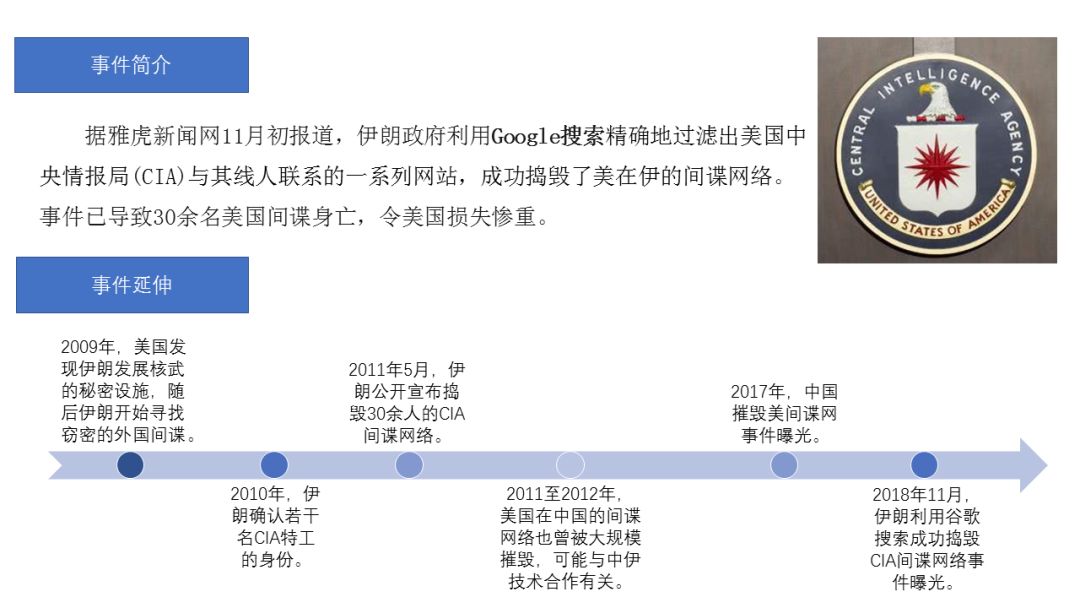 事件简介
据雅虎新闻网11月初报道，伊朗政府利用Google搜索精确地过滤出美国中
央情报局(CIA)与其线人联系的一系列网站，成功捣毁了美在伊的间谍网络。
事件已导致30余名美国间谍身亡，令美国损失惨重。
CENTRAL INTELLIGENCE AGENCY
UNITED STATES OF AMERICA
事件延伸
2009年，美国发
现伊朗发展核武
的秘密设施，随
后伊朗开始寻找
窃密的外国间谍。
2010年，伊
朗确认若干
名CIA特工
的身份。
2011年5月，伊
朗公开宣布捣
毁30余人的CIA
间谍网络。
2011至2012年，
美国在中国的间谍
网络也曾被大规模
摧毁，可能与中伊
技术合作有关。
2017年，中国
摧毁美间谍网
事件曝光。
2018年11月，
伊朗利用谷歌
搜索成功捣毁
CIA间谍网络事
件曝光。